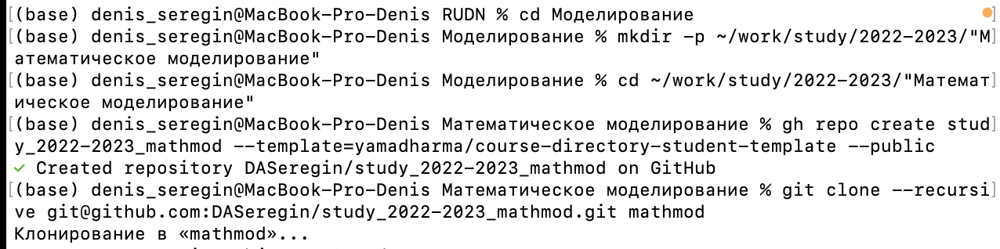 [(base) denis_seregin@MacBook-Pro-Denis RUDN % cd Моделирование ]
[(base) denis_seregin@MacBook-Pro-Denis Моделирование % mkdir -p ~/work/study/2022-2023/"М]
атематическое моделирование"
[(base) denis_seregin@MacBook-Pro-Denis Моделирование % cd ~/work/study/2022-2023/"Математ]
ическое моделирование"
[(base) denis_seregin@MacBook-Pro-Denis Математическое моделирование % gh repo create stud]
y_2022-2023_mathmod --template=yamadharma/course-directory-student-template --public
✓ Created repository DASeregin/study_2022-2023_mathmod on GitHub
[(base) denis_seregin@MacBook-Pro-Denis Математическое моделирование % git clone --recursi]
ve git@github.com:DASeregin/study_2022-2023_mathmod.git mathmod
Клонирование в «mathmod»...